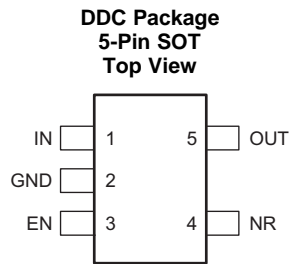 DDC Package
5-Pin SOT
Top View
IN 1 5 OUT
GND 2
EN 3 4 NR